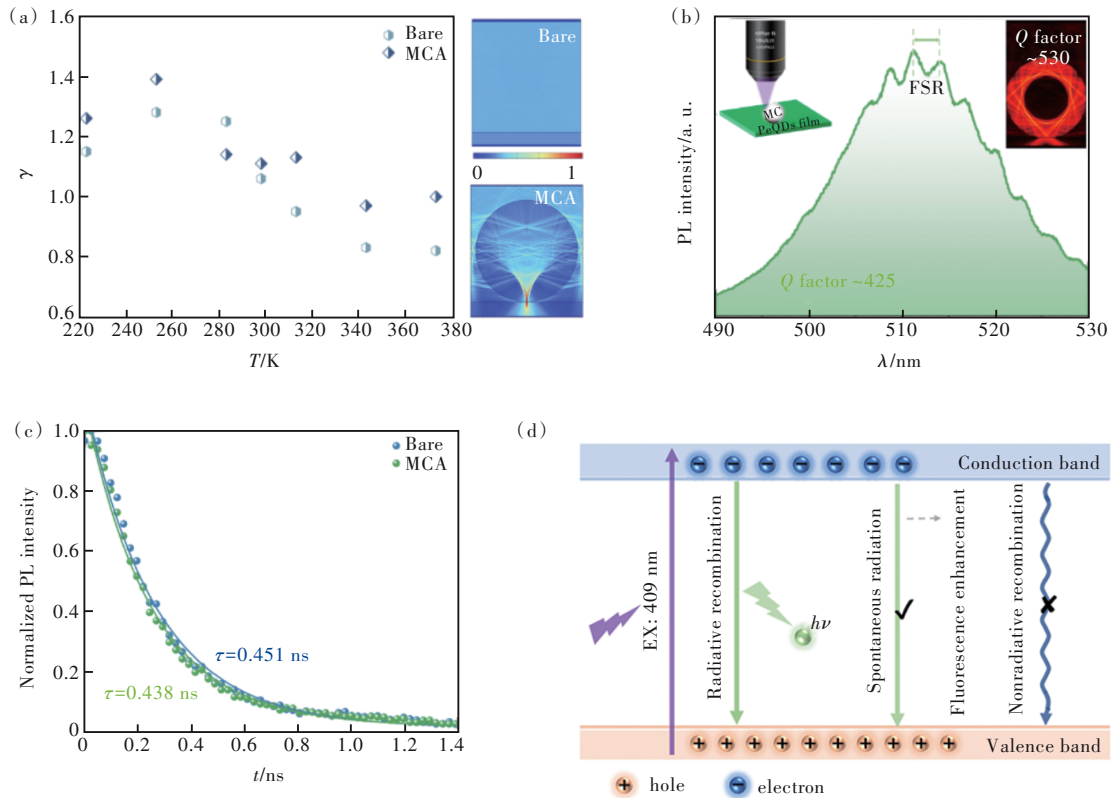 (a)
1.6
1.4
1.2
1.0
0.8
0.6
γ
220 240 260 280 300 320 340 360 380
T/K
Bare
MCA
Bare
0 1
MCA
(b)
PL intensity/a. u.
MC
PeQDs film
FSR
Q factor
~530
Q factor ~425
490 500 510 520 530
λ/nm
(c)
1.0
0.8
0.6
0.4
0.2
0
Normalized PL intensity
Bare
MCA
τ=0.451 ns
τ=0.438 ns
0 0.2 0.4 0.6 0.8 1.0 1.2 1.4
t/ns
(d)
Conduction band
EX: 409 nm
Radiative recombination
hν
Spontaneous radiation
Fluorescence enhancement
Nonradiative recombination
Valence band
hole
electron